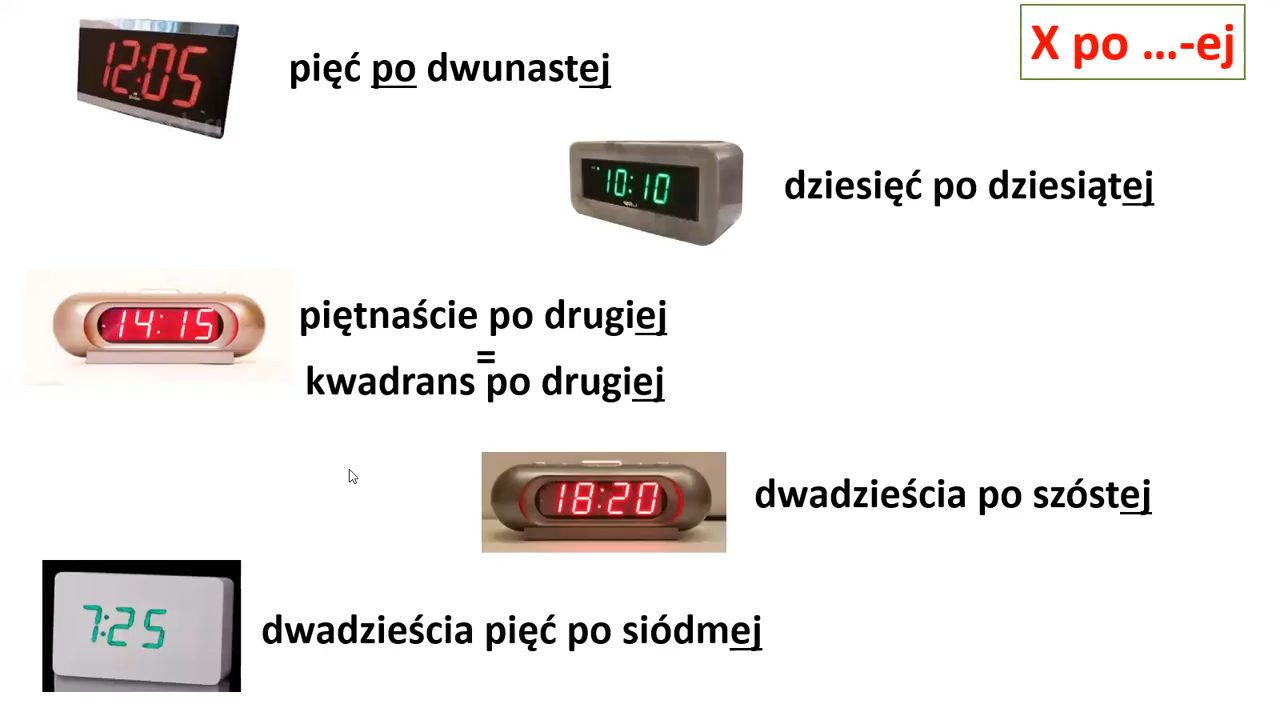 12:05
pięć po dwunastej
X po ...-ej
10:10
dziesięć po dziesiątej
14:15
piętnaście po drugiej
=
kwadrans po drugiej
18:20
dwadzieścia po szóstej
7:25
dwadzieścia pięć po siódmej